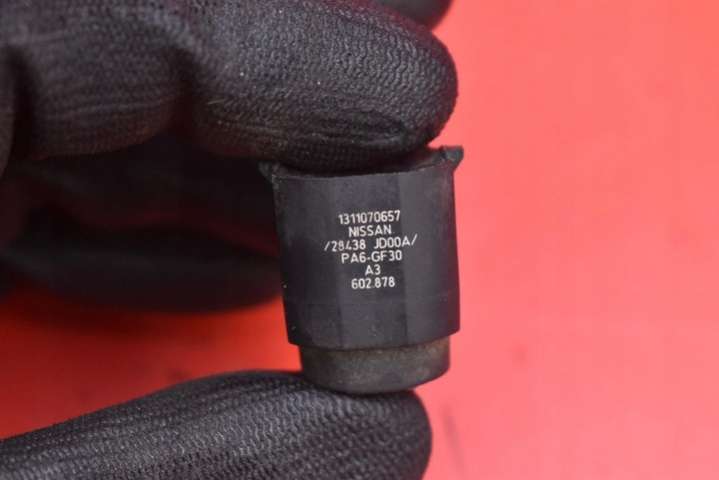 1311070657
NISSAN
/28438 JD00A/
PA6-GF30
A3
602.878